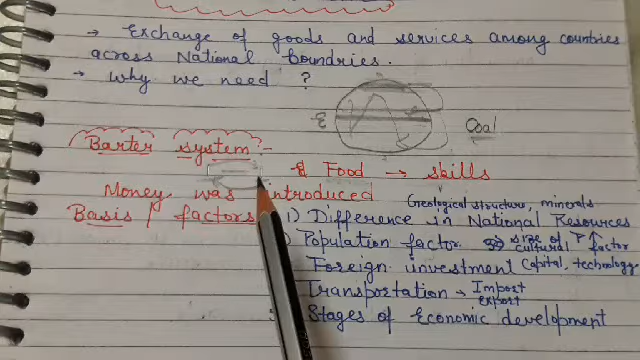 → Exchange of goods and services among countries
across National boundries.
→ Why we need ?
E
Coal
Barter system :-
Food → skills
Money was introduced
Geological structure, minerals
Basis / factors
1) Difference in National Resources
) Population factor size of P↑ cultural factor
Foreign investment Capital, technology
Transportation → Import
export
Stages of Economic development